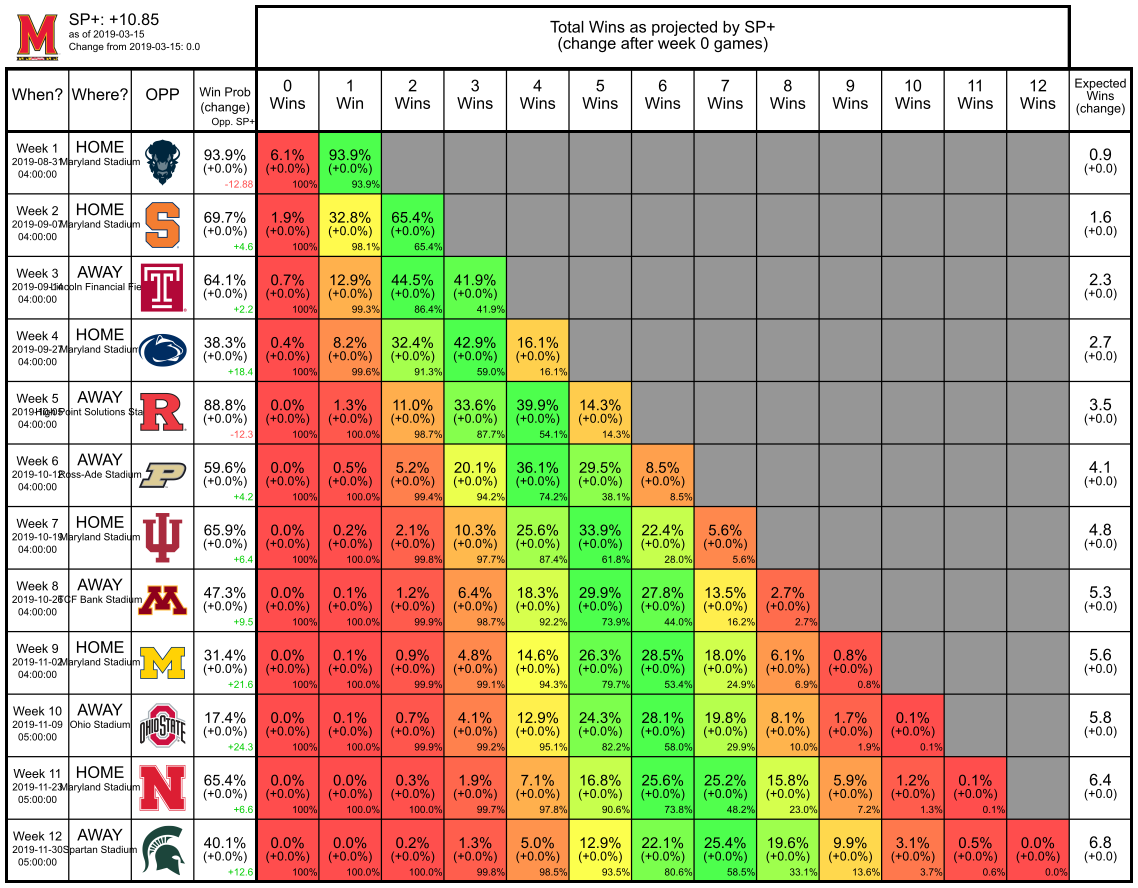 SP+: +10.85
as of 2019-03-15
Change from 2019-03-15: 0.0
Total Wins as projected by SP+
(change after week 0 games)
When? Where? OPP Win Prob (change) Opp. SP+ 0 Wins 1 Win 2 Wins 3 Wins 4 Wins 5 Wins 6 Wins 7 Wins 8 Wins 9 Wins 10 Wins 11 Wins 12 Wins Expected Wins (change)
Week 1 HOME 93.9% 6.1% 93.9% 0.9
2019-08-31 Maryland Stadium (+0.0%) (+0.0%) (+0.0%) (+0.0)
04:00:00 -12.88 100% 93.9%
Week 2 HOME S 69.7% 1.9% 32.8% 65.4% 1.6
2019-09-07 Maryland Stadium (+0.0%) (+0.0%) (+0.0%) (+0.0%) (+0.0)
04:00:00 +4.6 100% 98.1% 65.4%
Week 3 AWAY T 64.1% 0.7% 12.9% 44.5% 41.9% 2.3
2019-09-14 Lincoln Financial Fie (+0.0%) (+0.0%) (+0.0%) (+0.0%) (+0.0%) (+0.0)
04:00:00 +2.2 100% 99.3% 86.4% 41.9%
Week 4 HOME 38.3% 0.4% 8.2% 32.4% 42.9% 16.1% 2.7
2019-09-27 Maryland Stadium (+0.0%) (+0.0%) (+0.0%) (+0.0%) (+0.0%) (+0.0%) (+0.0)
04:00:00 +18.4 100% 99.6% 91.3% 59.0% 16.1%
Week 5 AWAY R 88.8% 0.0% 1.3% 11.0% 33.6% 39.9% 14.3% 3.5
2019-10-05 High Point Solutions Sta (+0.0%) (+0.0%) (+0.0%) (+0.0%) (+0.0%) (+0.0%) (+0.0%) (+0.0)
04:00:00 -12.3 100% 100.0% 98.7% 87.7% 54.1% 14.3%
Week 6 AWAY P 59.6% 0.0% 0.5% 5.2% 20.1% 36.1% 29.5% 8.5% 4.1
2019-10-12 Ross-Ade Stadium (+0.0%) (+0.0%) (+0.0%) (+0.0%) (+0.0%) (+0.0%) (+0.0%) (+0.0%) (+0.0)
04:00:00 +4.2 100% 100.0% 99.4% 94.2% 74.2% 38.1% 8.5%
Week 7 HOME 65.9% 0.0% 0.2% 2.1% 10.3% 25.6% 33.9% 22.4% 5.6% 4.8
2019-10-19 Maryland Stadium (+0.0%) (+0.0%) (+0.0%) (+0.0%) (+0.0%) (+0.0%) (+0.0%) (+0.0%) (+0.0%) (+0.0)
04:00:00 +6.4 100% 100.0% 99.8% 97.7% 87.4% 61.8% 28.0% 5.6%
Week 8 AWAY M 47.3% 0.0% 0.1% 1.2% 6.4% 18.3% 29.9% 27.8% 13.5% 2.7% 5.3
2019-10-26 TCF Bank Stadium (+0.0%) (+0.0%) (+0.0%) (+0.0%) (+0.0%) (+0.0%) (+0.0%) (+0.0%) (+0.0%) (+0.0%) (+0.0)
04:00:00 +9.5 100% 100.0% 99.9% 98.7% 92.2% 73.9% 44.0% 16.2% 2.7%
Week 9 HOME M 31.4% 0.0% 0.1% 0.9% 4.8% 14.6% 26.3% 28.5% 18.0% 6.1% 0.8% 5.6
2019-11-02 Maryland Stadium (+0.0%) (+0.0%) (+0.0%) (+0.0%) (+0.0%) (+0.0%) (+0.0%) (+0.0%) (+0.0%) (+0.0%) (+0.0%) (+0.0)
04:00:00 +21.6 100% 100.0% 99.9% 99.1% 94.3% 79.7% 53.4% 24.9% 6.9% 0.8%
Week 10 AWAY OHIO STATE 17.4% 0.0% 0.1% 0.7% 4.1% 12.9% 24.3% 28.1% 19.8% 8.1% 1.7% 0.1% 5.8
2019-11-09 Ohio Stadium (+0.0%) (+0.0%) (+0.0%) (+0.0%) (+0.0%) (+0.0%) (+0.0%) (+0.0%) (+0.0%) (+0.0%) (+0.0%) (+0.0%) (+0.0)
05:00:00 +24.3 100% 100.0% 99.9% 99.2% 95.1% 82.2% 58.0% 29.9% 10.0% 1.9% 0.1%
Week 11 HOME N 65.4% 0.0% 0.0% 0.3% 1.9% 7.1% 16.8% 25.6% 25.2% 15.8% 5.9% 1.2% 0.1% 6.4
2019-11-23 Maryland Stadium (+0.0%) (+0.0%) (+0.0%) (+0.0%) (+0.0%) (+0.0%) (+0.0%) (+0.0%) (+0.0%) (+0.0%) (+0.0%) (+0.0%) (+0.0%) (+0.0)
05:00:00 +6.6 100% 100.0% 100.0% 99.7% 97.8% 90.6% 73.8% 48.2% 23.0% 7.2% 1.3% 0.1%
Week 12 AWAY 40.1% 0.0% 0.0% 0.2% 1.3% 5.0% 12.9% 22.1% 25.4% 19.6% 9.9% 3.1% 0.5% 0.0% 6.8
2019-11-30 Spartan Stadium (+0.0%) (+0.0%) (+0.0%) (+0.0%) (+0.0%) (+0.0%) (+0.0%) (+0.0%) (+0.0%) (+0.0%) (+0.0%) (+0.0%) (+0.0%) (+0.0%) (+0.0)
05:00:00 +12.6 100% 100.0% 100.0% 99.8% 98.5% 93.5% 80.6% 58.5% 33.1% 13.6% 3.7% 0.6% 0.0%